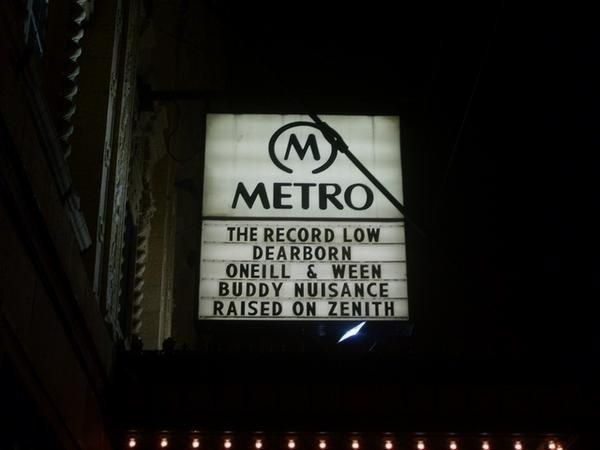 M
METRO
THE RECORD LOW
DEARBORN
ONEILL & WEEN
BUDDY NUISANCE
RAISED ON ZENITH